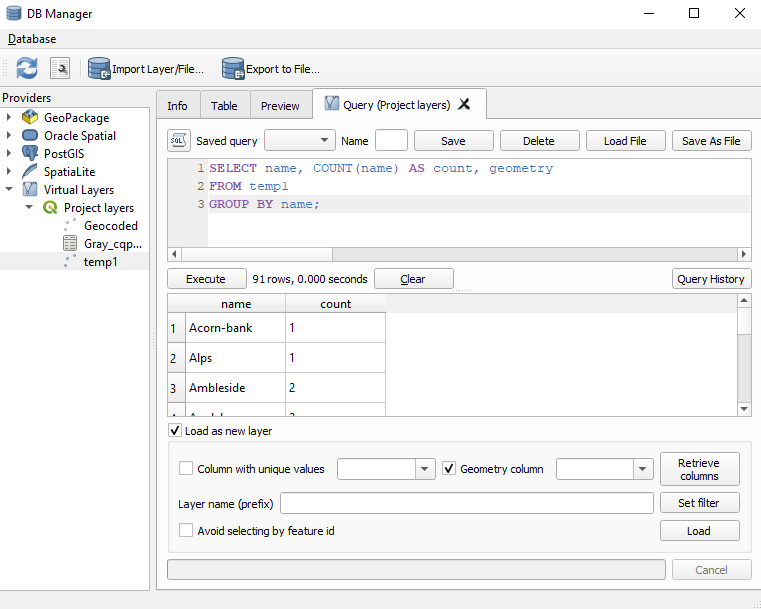 DB Manager
Database
Import Layer/File... Export to File...
Providers
GeoPackage
Oracle Spatial
PostGIS
SpatiaLite
Virtual Layers
Project layers
Geocoded
Gray_cqp...
temp1
Info Table Preview Query (Project layers)
SQL Saved query Name Save Delete Load File Save As File
1 SELECT name, COUNT(name) AS count, geometry
2 FROM temp1
3 GROUP BY name;
Execute 91 rows, 0.000 seconds Clear Query History
name count
1 Acorn-bank 1
2 Alps 1
3 Ambleside 2
Load as new layer
Column with unique values Geometry column Retrieve columns
Layer name (prefix) Set filter
Avoid selecting by feature id Load
Cancel